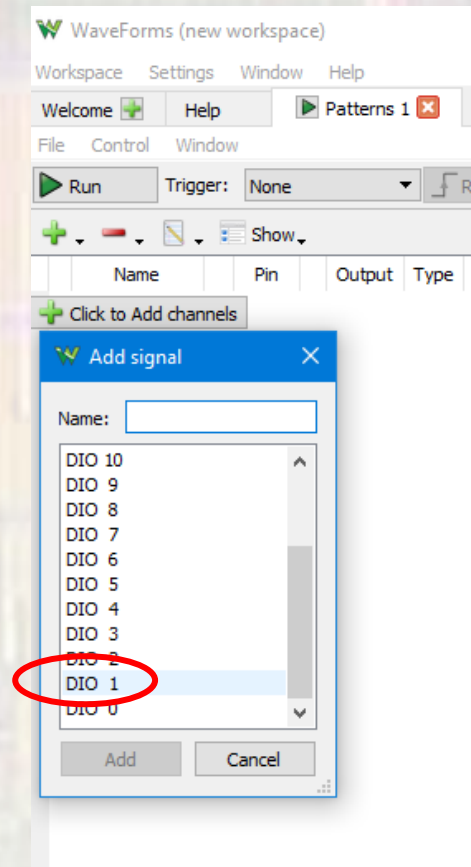 WaveForms (new workspace)
Workspace Settings Window Help
Welcome Help Patterns 1
File Control Window
Run Trigger: None R
Show
Name Pin Output Type
Click to Add channels
Add signal
Name:
DIO 10
DIO 9
DIO 8
DIO 7
DIO 6
DIO 5
DIO 4
DIO 3
DIO 2
DIO 1
DIO 0
Add Cancel